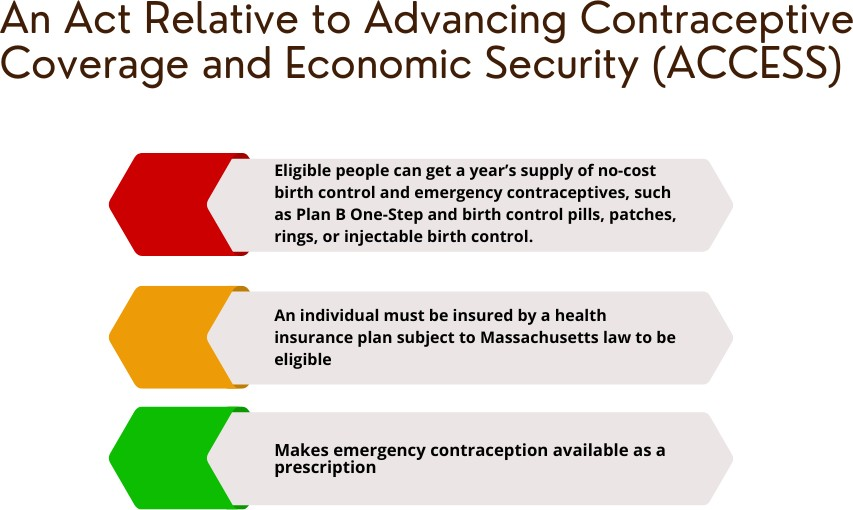 An Act Relative to Advancing Contraceptive
Coverage and Economic Security (ACCESS)
Eligible people can get a year’s supply of no-cost
birth control and emergency contraceptives, such
as Plan B One-Step and birth control pills, patches,
rings, or injectable birth control.
An individual must be insured by a health
insurance plan subject to Massachusetts law to be
eligible
Makes emergency contraception available as a
prescription